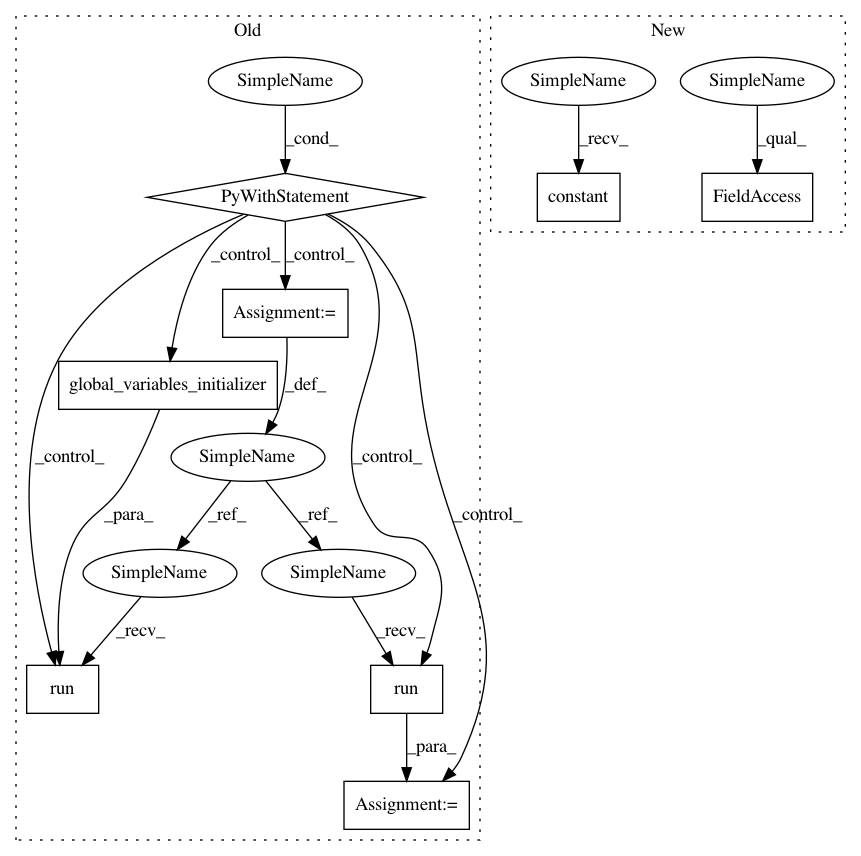 Old
New
SimpleName
SimpleName
SimpleName
_cond_
_recv_
_qual_
PyWithStatement
constant
FieldAccess
_control_
_control_
Assignment:=
global_variables_initializer
_def_
_control_
SimpleName
_control_
_para_
_ref_
_ref_
_control_
SimpleName
SimpleName
_recv_
_recv_
run
run
_para_
Assignment:=